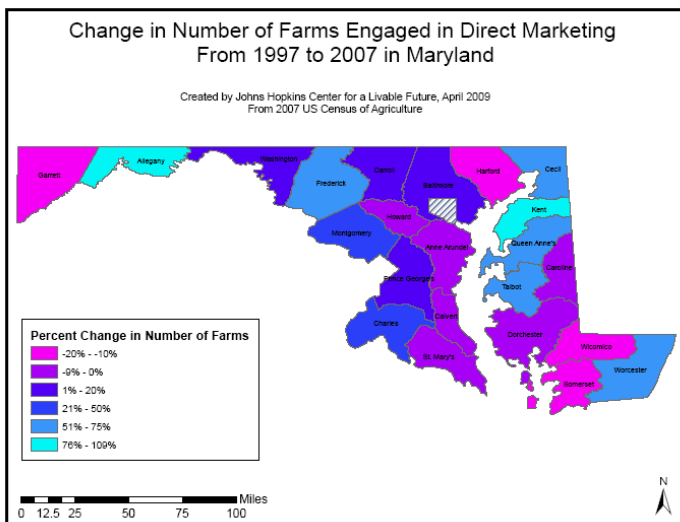 Change in Number of Farms Engaged in Direct Marketing
From 1997 to 2007 in Maryland
Created by Johns Hopkins Center for a Livable Future, April 2009
From 2007 US Census of Agriculture
Garrett
Allegany
Washington
Frederick
Carroll
Baltimore
Harford
Cecil
Kent
Howard
Montgomery
Anne Arundel
Queen Anne's
Prince George's
Talbot
Caroline
Charles
Calvert
St. Mary's
Dorchester
Wicomico
Somerset
Worcester
Percent Change in Number of Farms
-20% - -10%
-9% - 0%
1% - 20%
21% - 50%
51% - 75%
76% - 109%
Miles
0 12.5 25 50 75 100
N